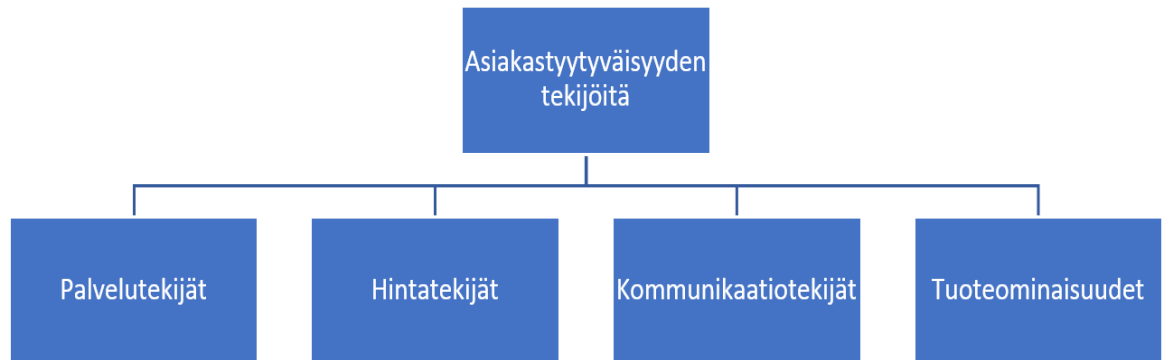 Asiakastyytyväisyyden
tekijöitä
Palvelutekijät
Hintatekijät
Kommunikaatiotekijät
Tuoteominaisuudet